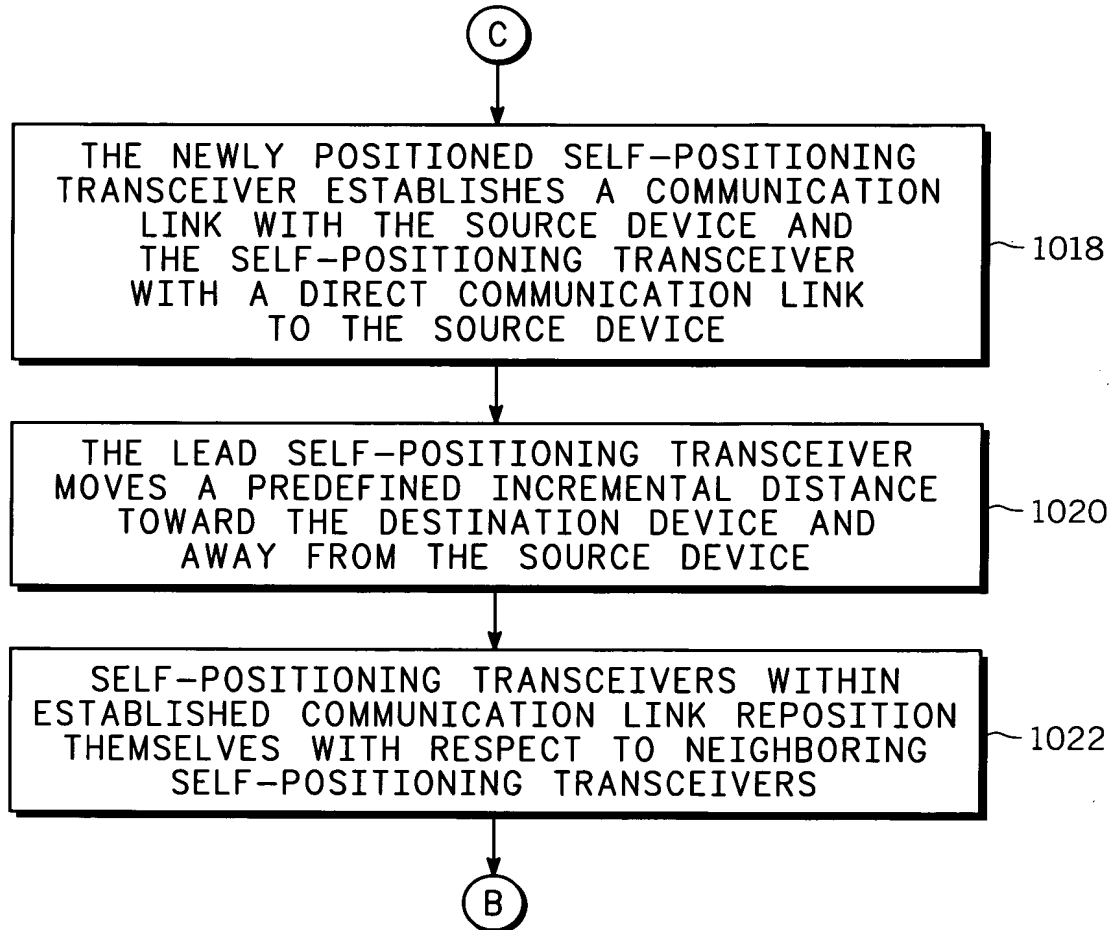 C
THE NEWLY POSITIONED SELF-POSITIONING
TRANSCEIVER ESTABLISHES A COMMUNICATION
LINK WITH THE SOURCE DEVICE AND
THE SELF-POSITIONING TRANSCEIVER
WITH A DIRECT COMMUNICATION LINK
TO THE SOURCE DEVICE
1018
THE LEAD SELF-POSITIONING TRANSCEIVER
MOVES A PREDEFINED INCREMENTAL DISTANCE
TOWARD THE DESTINATION DEVICE AND
AWAY FROM THE SOURCE DEVICE
1020
SELF-POSITIONING TRANSCEIVERS WITHIN
ESTABLISHED COMMUNICATION LINK REPOSITION
THEMSELVES WITH RESPECT TO NEIGHBORING
SELF-POSITIONING TRANSCEIVERS
1022
B